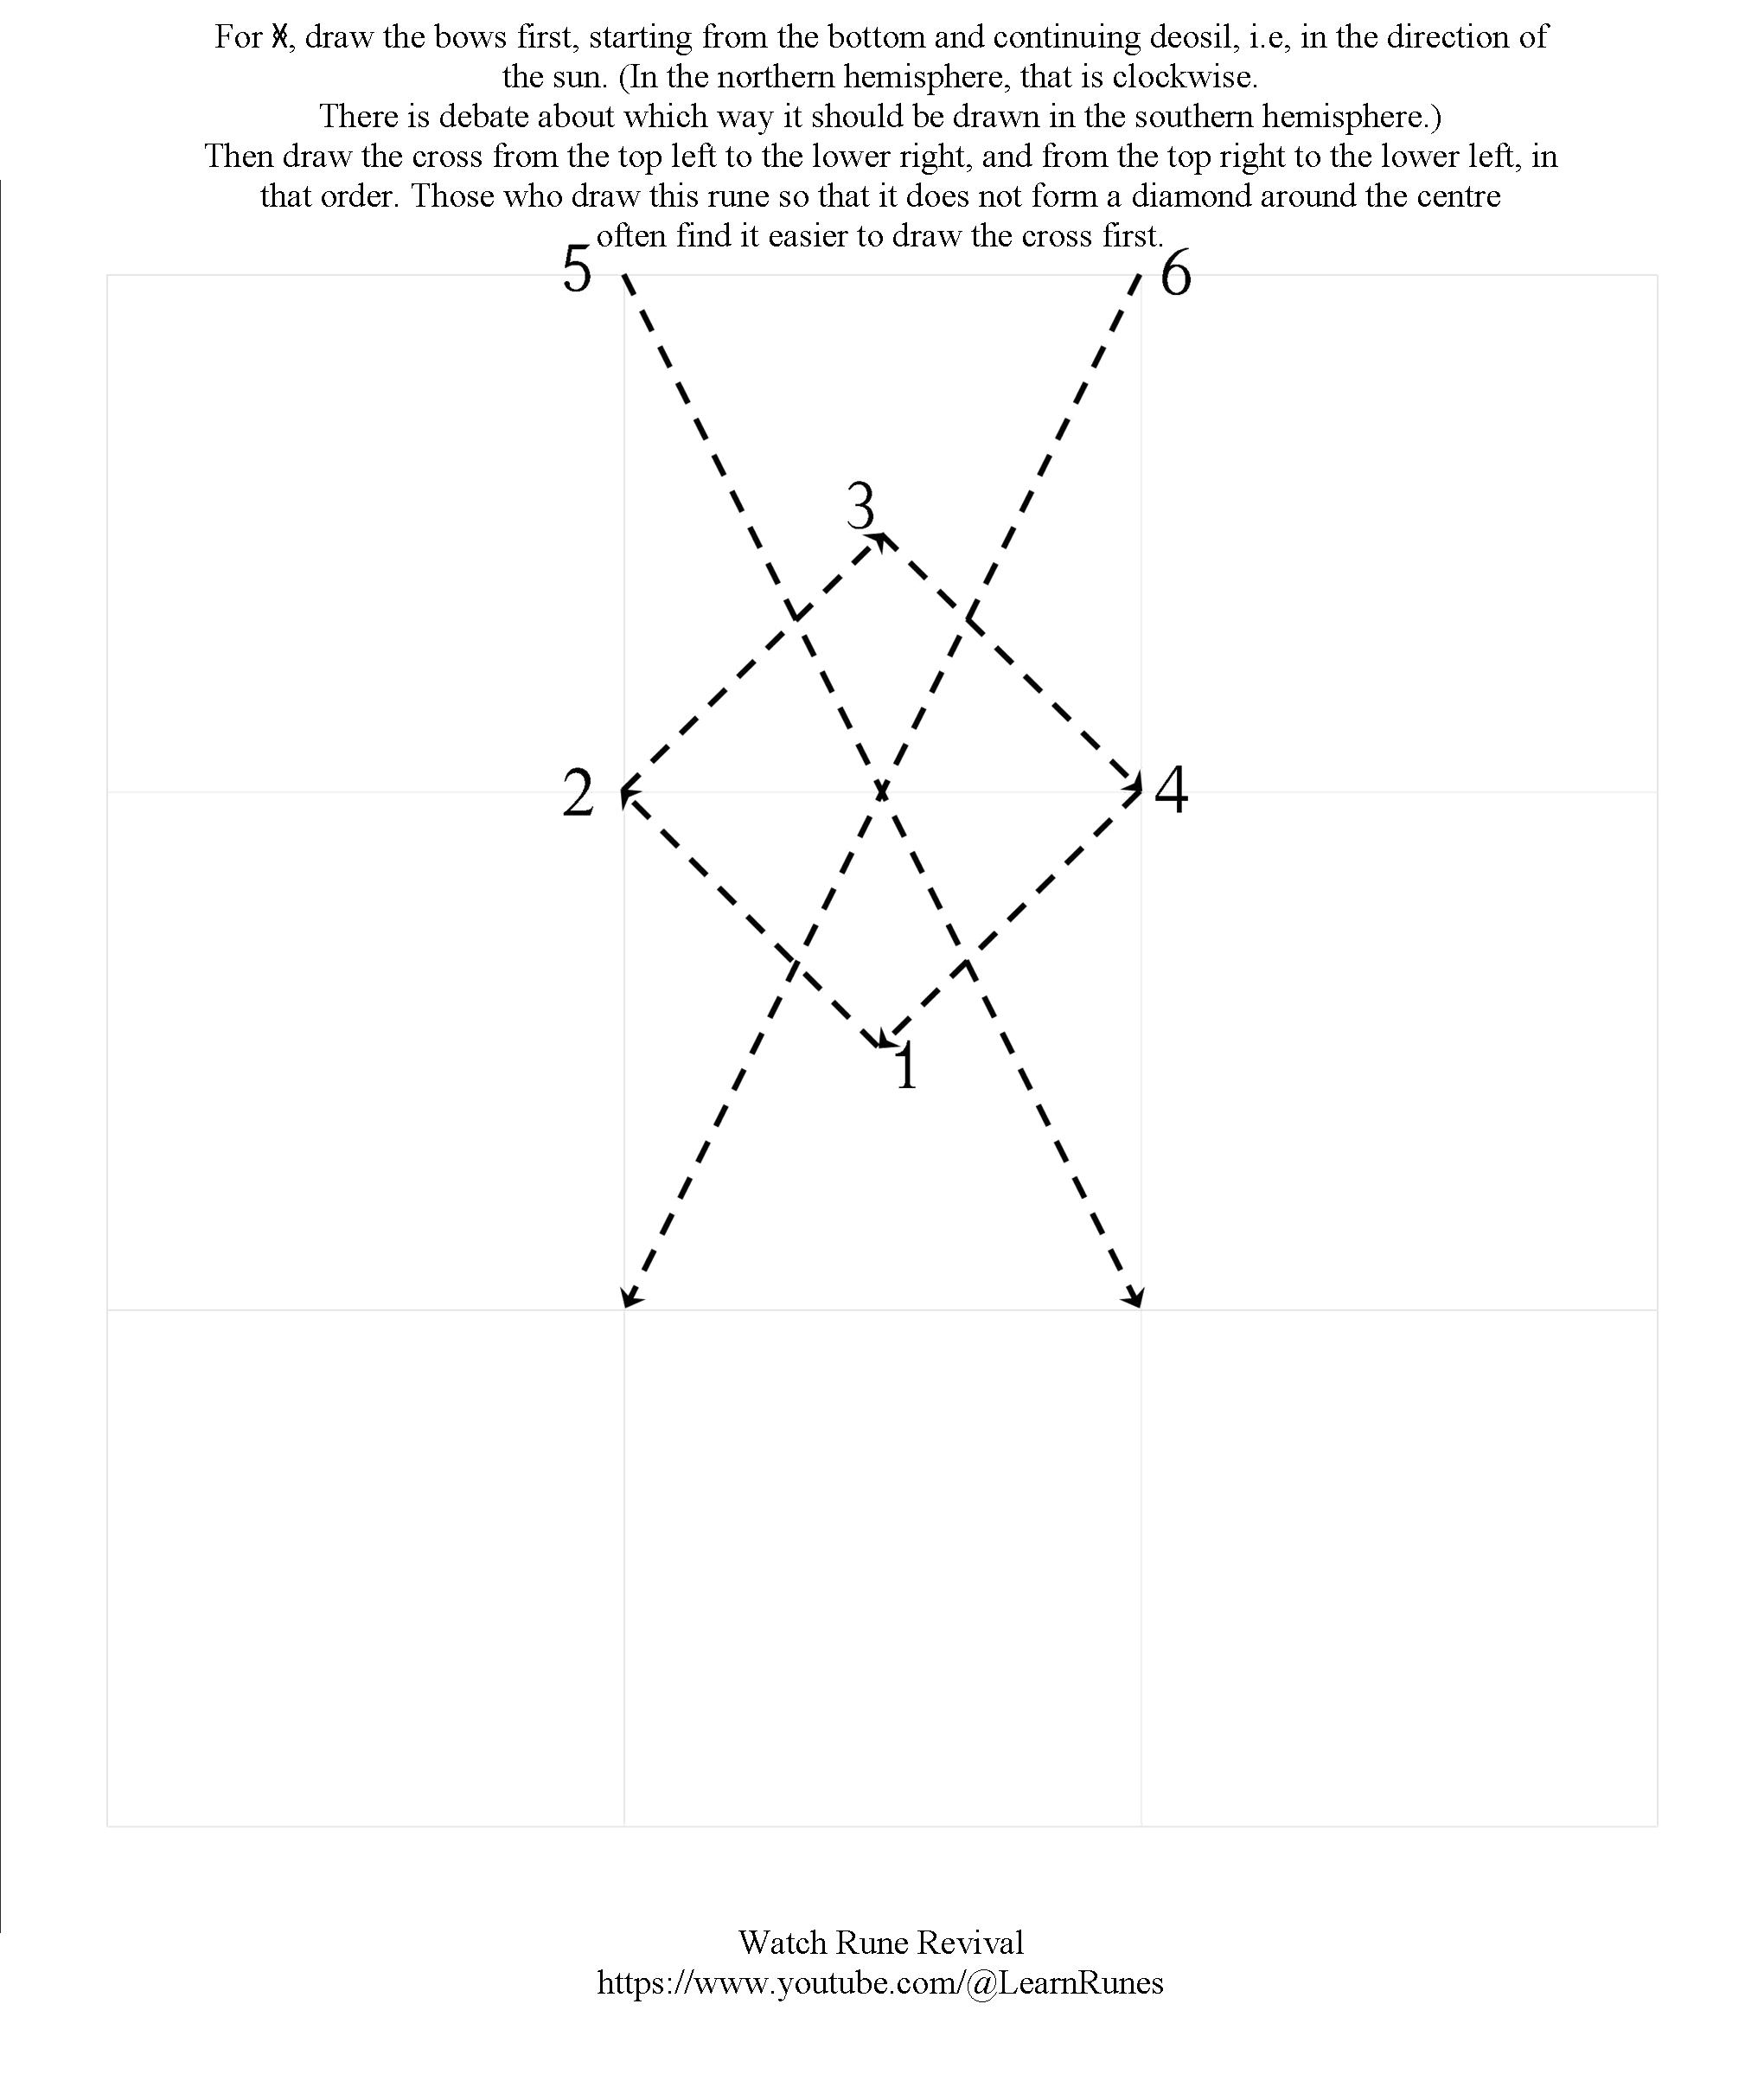 For ᚸ, draw the bows first, starting from the bottom and continuing deosil, i.e, in the direction of
the sun. (In the northern hemisphere, that is clockwise.
There is debate about which way it should be drawn in the southern hemisphere.)
Then draw the cross from the top left to the lower right, and from the top right to the lower left, in
that order. Those who draw this rune so that it does not form a diamond around the centre
often find it easier to draw the cross first.
5 6
3
2 4
1
Watch Rune Revival
https://www.youtube.com/@LearnRunes